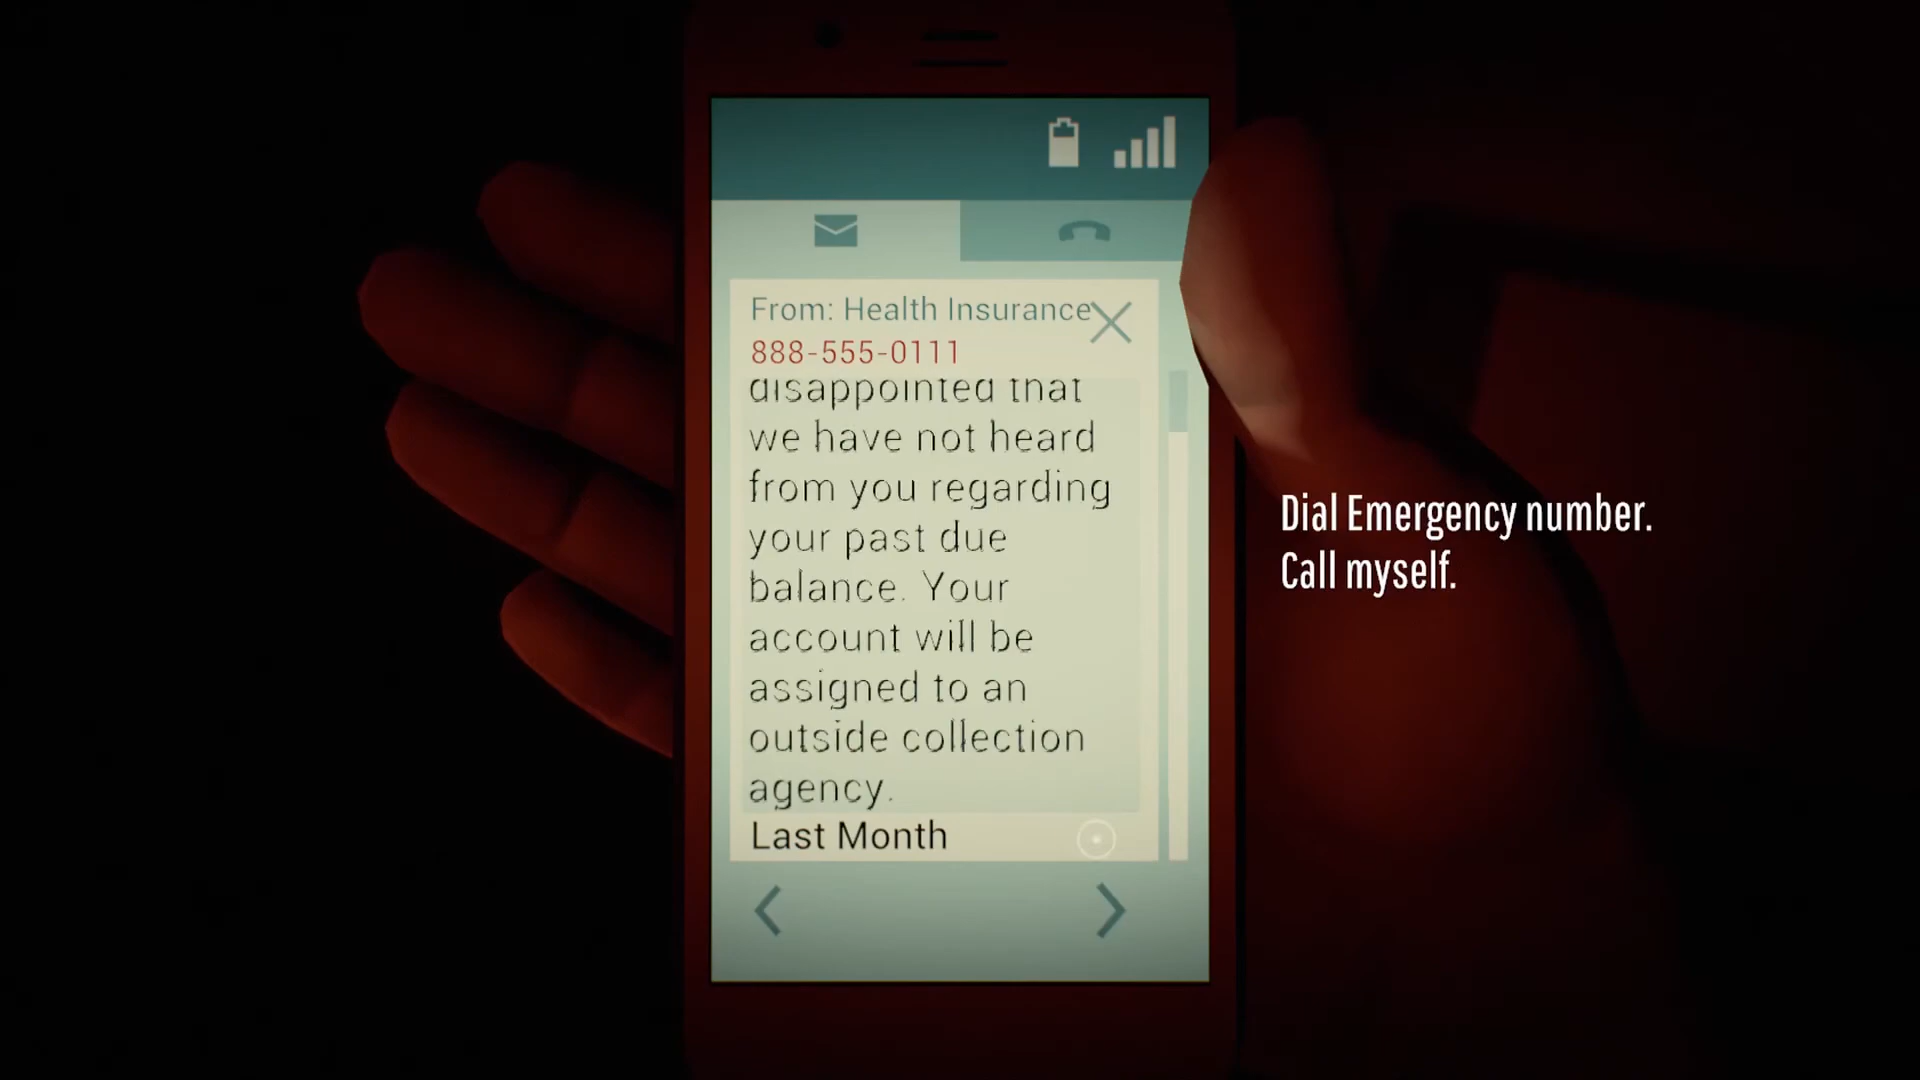 From: Health Insurance
888-555-0111
disappointed that
we have not heard
from you regarding
your past due
balance. Your
account will be
assigned to an
outside collection
agency.
Last Month
Dial Emergency number.
Call myself.